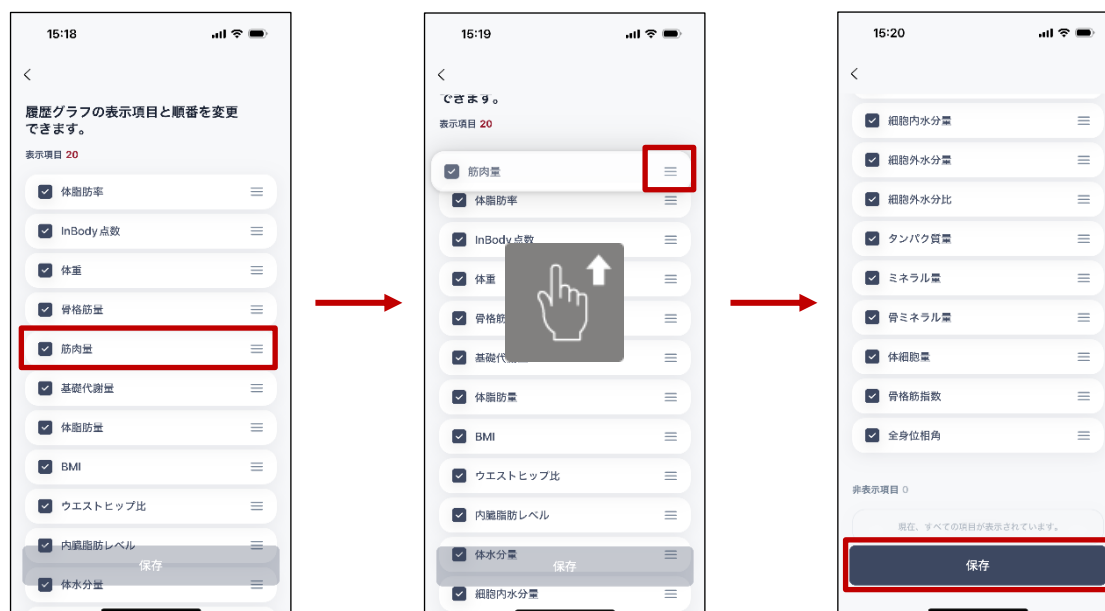 15:18
履歴グラフの表示項目と順番を変更
できます。
表示項目 20
体脂肪率
InBody点数
体重
骨格筋量
筋肉量
基礎代謝量
体脂肪量
BMI
ウエストヒップ比
内臓脂肪レベル
保存
体水分量
15:19
できます。
表示項目 20
筋肉量
体脂肪率
InBody点数
体重
骨格筋
基礎代
体脂肪量
BMI
ウエストヒップ比
内臓脂肪レベル
体水分量
保存
細胞内水分量
15:20
細胞内水分量
細胞外水分量
細胞外水分比
タンパク質量
ミネラル量
骨ミネラル量
体細胞量
骨格筋指数
全身位相角
非表示項目 0
現在、すべての項目が表示されています。
保存